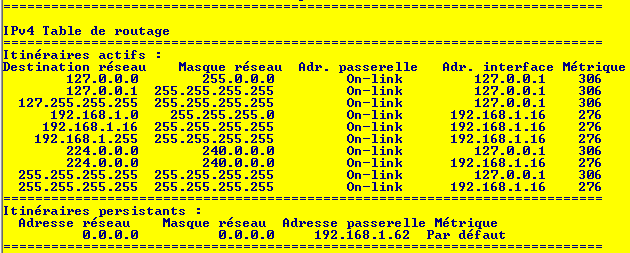 IPv4 Table de routage
Itinéraires actifs :
Destination réseau Masque réseau Adr. passerelle Adr. interface Métrique
127.0.0.0 255.0.0.0 On-link 127.0.0.1 306
127.0.0.1 255.255.255.255 On-link 127.0.0.1 306
127.255.255.255 255.255.255.255 On-link 127.0.0.1 306
192.168.1.0 255.255.255.0 On-link 192.168.1.16 276
192.168.1.16 255.255.255.255 On-link 192.168.1.16 276
192.168.1.255 255.255.255.255 On-link 192.168.1.16 276
224.0.0.0 240.0.0.0 On-link 127.0.0.1 306
224.0.0.0 240.0.0.0 On-link 192.168.1.16 276
255.255.255.255 255.255.255.255 On-link 127.0.0.1 306
255.255.255.255 255.255.255.255 On-link 192.168.1.16 276
Itinéraires persistants :
Adresse réseau Masque réseau Adresse passerelle Métrique
0.0.0.0 0.0.0.0 192.168.1.62 Par défaut